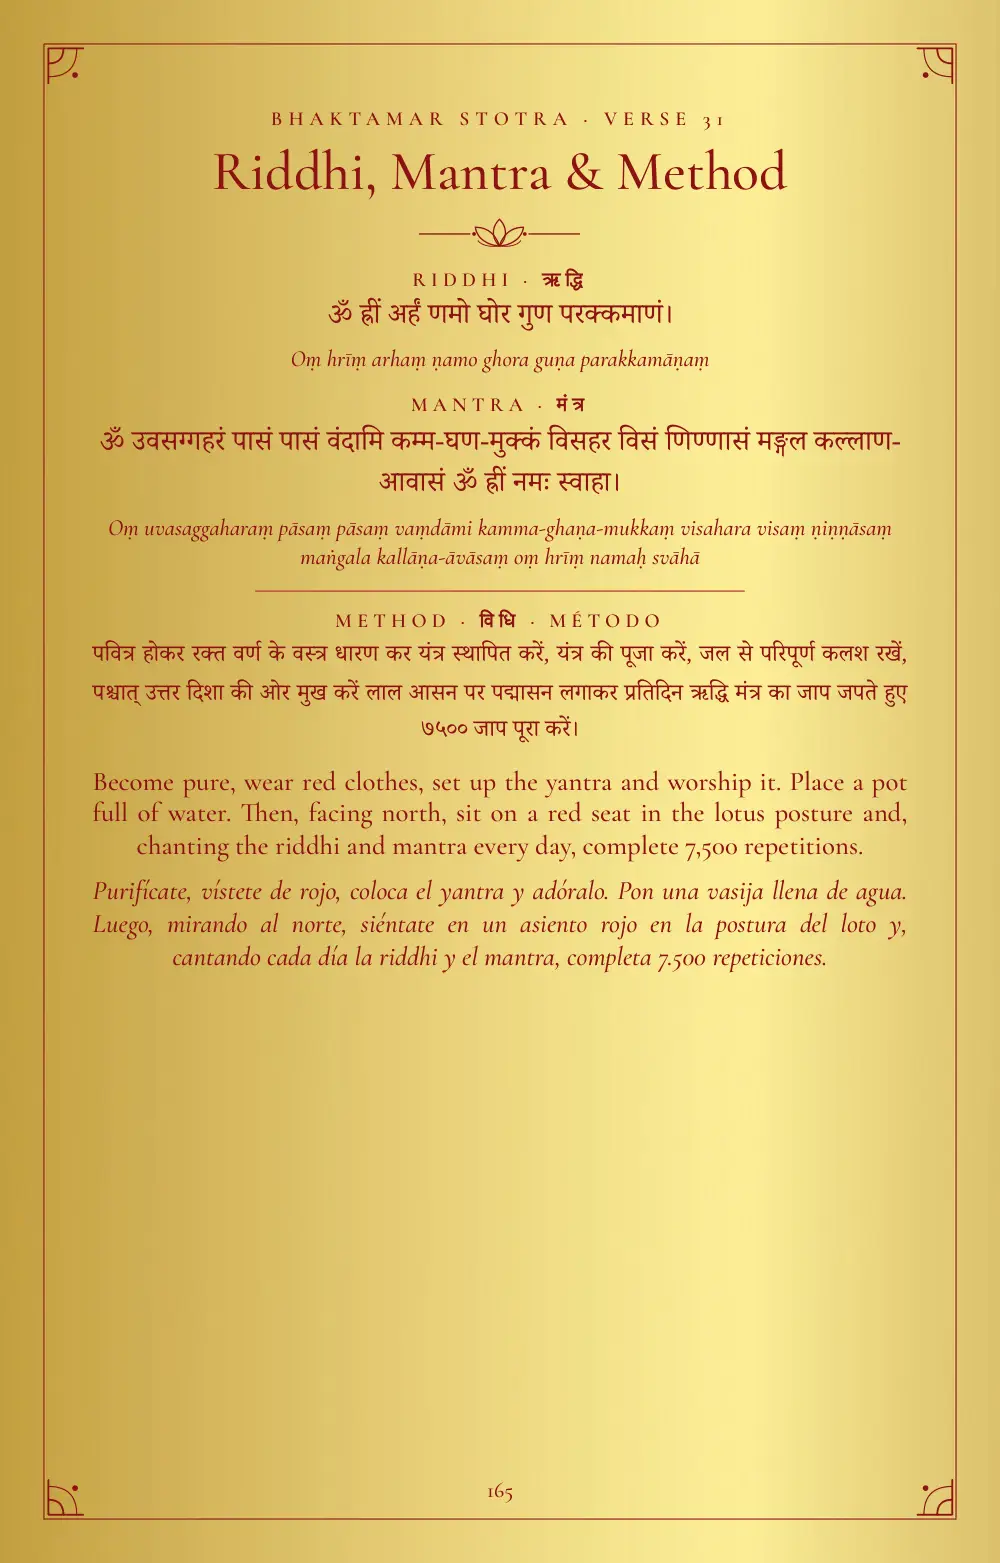 BHAKTAMAR STOTRA · VERSE 31
Riddhi, Mantra & Method
RIDDHI · ऋद्धि
ॐ ह्रीं अर्हं णमो घोर गुण परक्कमाणं।
Oṃ hrīṃ arhaṃ ṇamo ghora guṇa parakkamāṇaṃ
MANTRA · मंत्र
ॐ उवसग्गहरं पासं पासं वंदामि कम्म-घण-मुक्कं विसहर विसं णिण्णासं मङ्गल कल्लाण-
आवासं ॐ ह्रीं नमः स्वाहा।
Oṃ uvasaggaharaṃ pāsaṃ pāsaṃ vaṃdāmi kamma-ghaṇa-mukkaṃ visahara visaṃ ṇiṇṇāsaṃ
maṅgala kallāṇa-āvāsaṃ oṃ hrīṃ namaḥ svāhā
METHOD · विधि · MÉTODO
पवित्र होकर रक्त वर्ण के वस्त्र धारण कर यंत्र स्थापित करें, यंत्र की पूजा करें, जल से परिपूर्ण कलश रखें,
पश्चात् उत्तर दिशा की ओर मुख करें लाल आसन पर पद्मासन लगाकर प्रतिदिन ऋद्धि मंत्र का जाप जपते हुए
७५०० जाप पूरा करें।
Become pure, wear red clothes, set up the yantra and worship it. Place a pot
full of water. Then, facing north, sit on a red seat in the lotus posture and,
chanting the riddhi and mantra every day, complete 7,500 repetitions.
Purifícate, vístete de rojo, coloca el yantra y adóralo. Pon una vasija llena de agua.
Luego, mirando al norte, siéntate en un asiento rojo en la postura del loto y,
cantando cada día la riddhi y el mantra, completa 7.500 repeticiones.
165